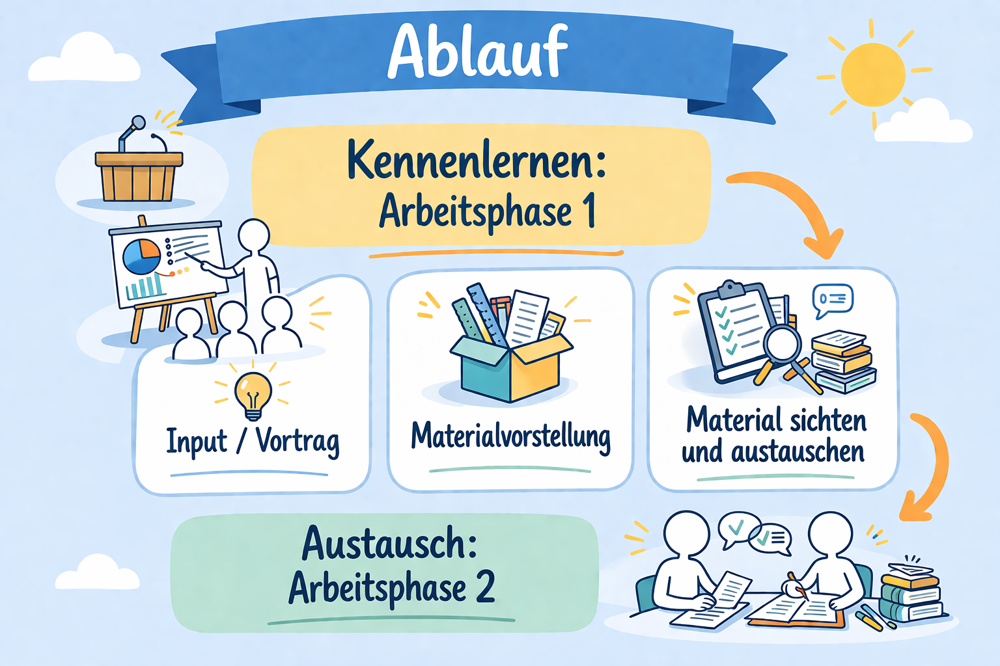 Ablauf
Kennenlernen:
Arbeitsphase 1
Input / Vortrag
Materialvorstellung
Material sichten
und austauschen
Austausch:
Arbeitsphase 2